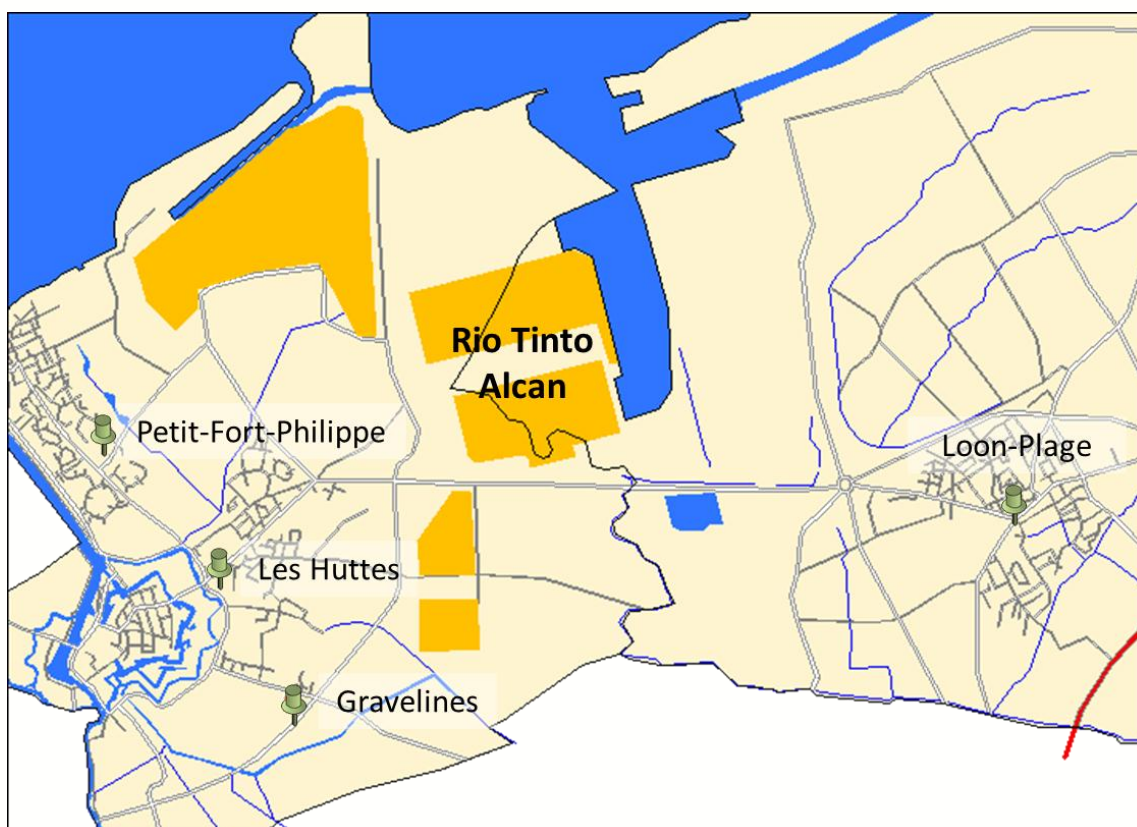 Rio Tinto
Alcan
Petit-Fort-Philippe
Loon-Plage
Les Huttes
Gravelines